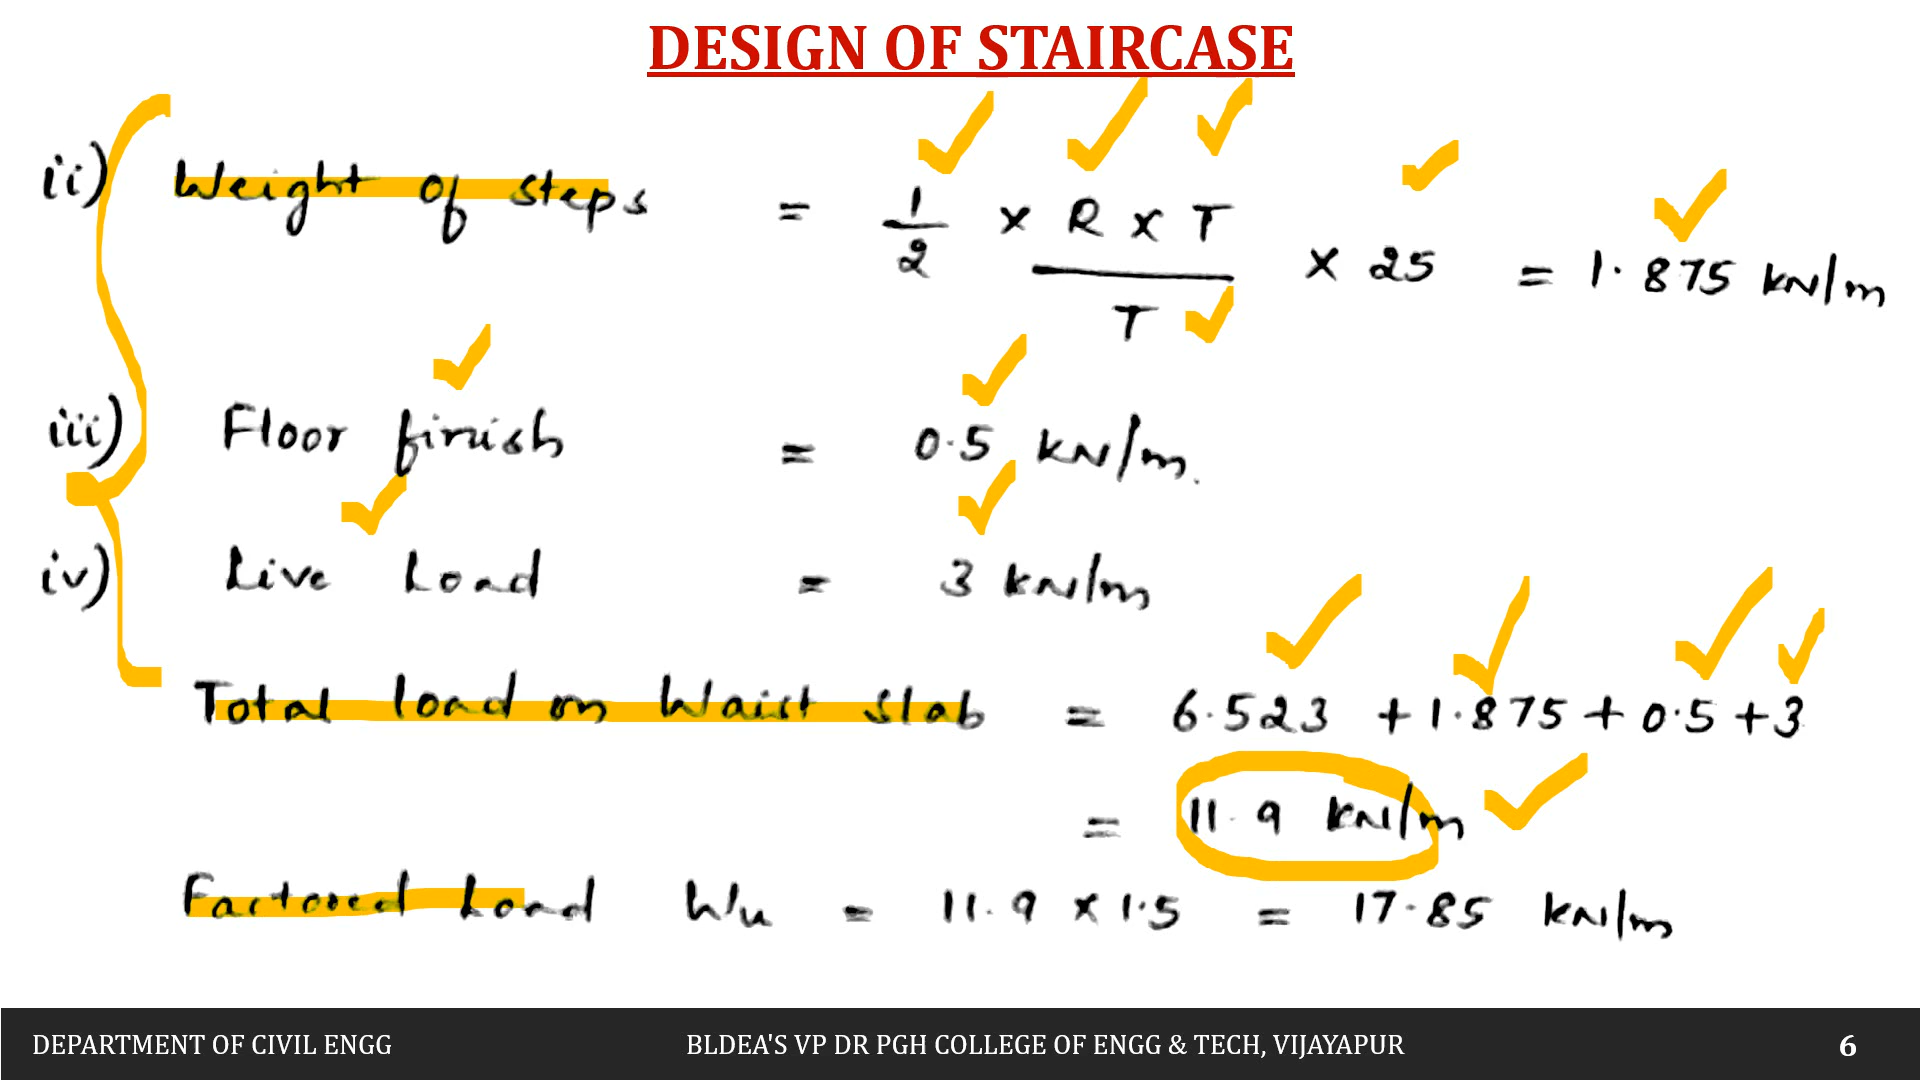 DESIGN OF STAIRCASE
ii) Weight of steps = 1/2 × R × T / T × 25 = 1.875 kN/m
iii) Floor finish = 0.5 kN/m.
iv) Live Load = 3 kN/m
Total load on Waist slab = 6.523 + 1.875 + 0.5 + 3
= 11.9 kN/m
Factored Load Wu = 11.9 × 1.5 = 17.85 kN/m
DEPARTMENT OF CIVIL ENGG BLDEA'S VP DR PGH COLLEGE OF ENGG & TECH, VIJAYAPUR 6